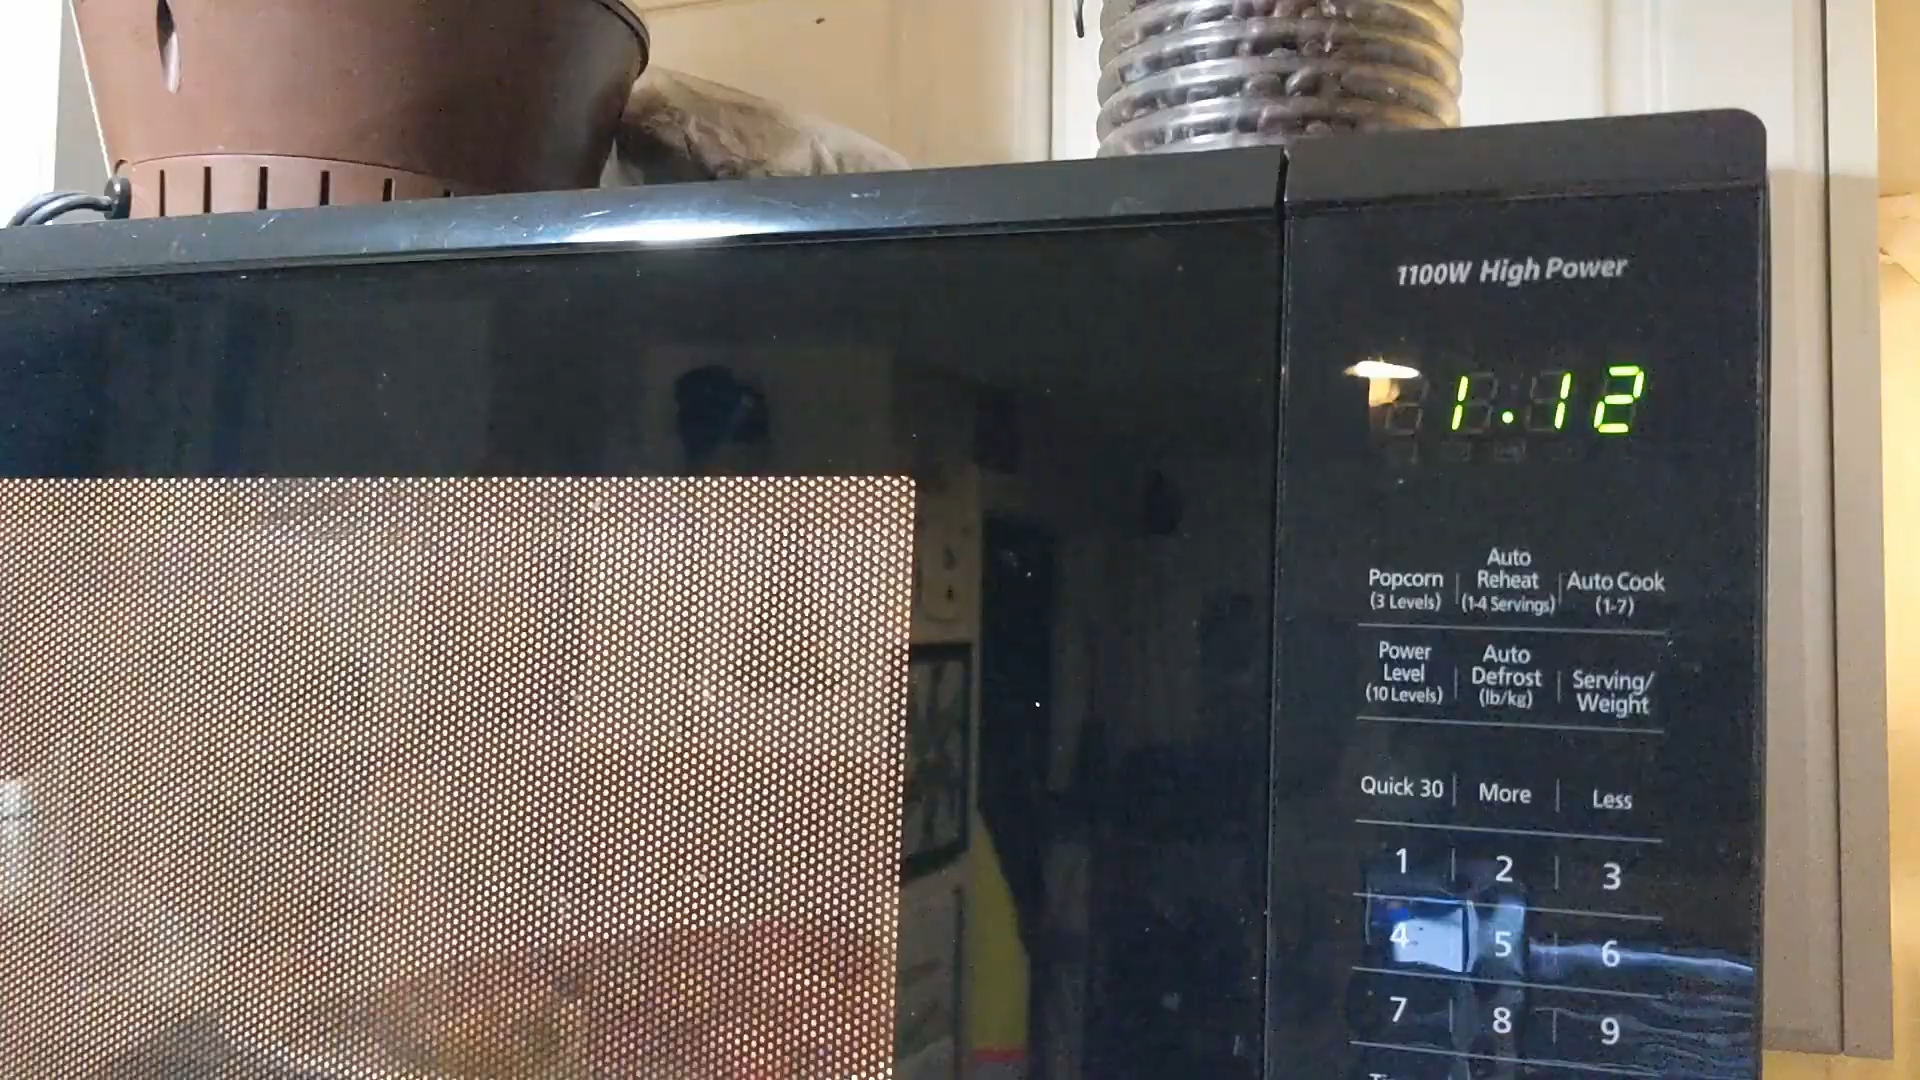 1100W High Power
1.12
Popcorn
(3 Levels)
Auto
Reheat
(1-4 Servings)
Auto Cook
(1-7)
Power
Level
(10 Levels)
Auto
Defrost
(lb/kg)
Serving/
Weight
Quick 30
More
Less
1
2
3
4
5
6
7
8
9